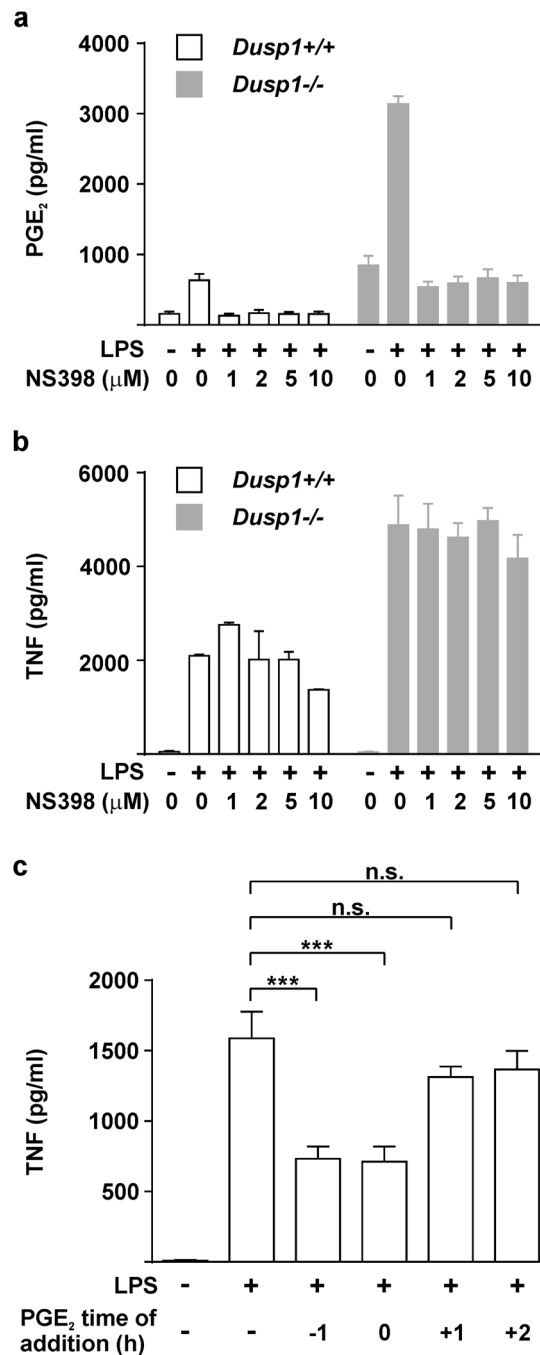 a
4000
3000
2000
1000
PGE₂ (pg/ml)
Dusp1+/+
Dusp1-/-
LPS - + + + + + - + + + + +
NS398 (μM) 0 0 1 2 5 10 0 0 1 2 5 10
b
6000
4000
2000
TNF (pg/ml)
Dusp1+/+
Dusp1-/-
LPS - + + + + + - + + + + +
NS398 (μM) 0 0 1 2 5 10 0 0 1 2 5 10
c
n.s.
n.s.
***
***
2000
1500
1000
500
TNF (pg/ml)
LPS - + + + + +
PGE₂ time of
addition (h) - - -1 0 +1 +2